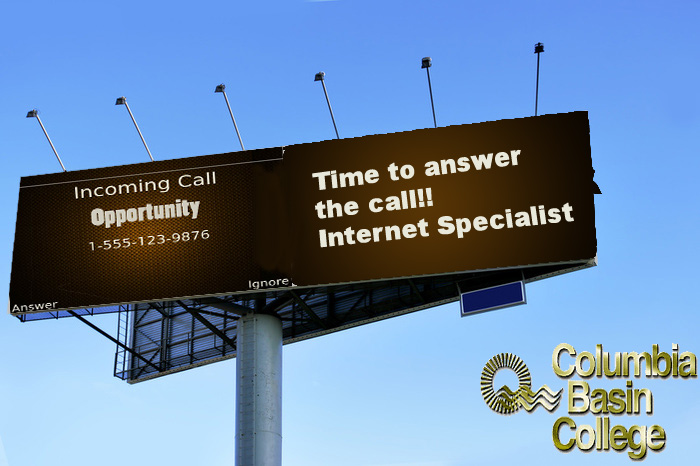 Incoming Call
Opportunity
1-555-123-9876
Answer
Ignore
Time to answer
the call!!
Internet Specialist
Columbia
Basin
College